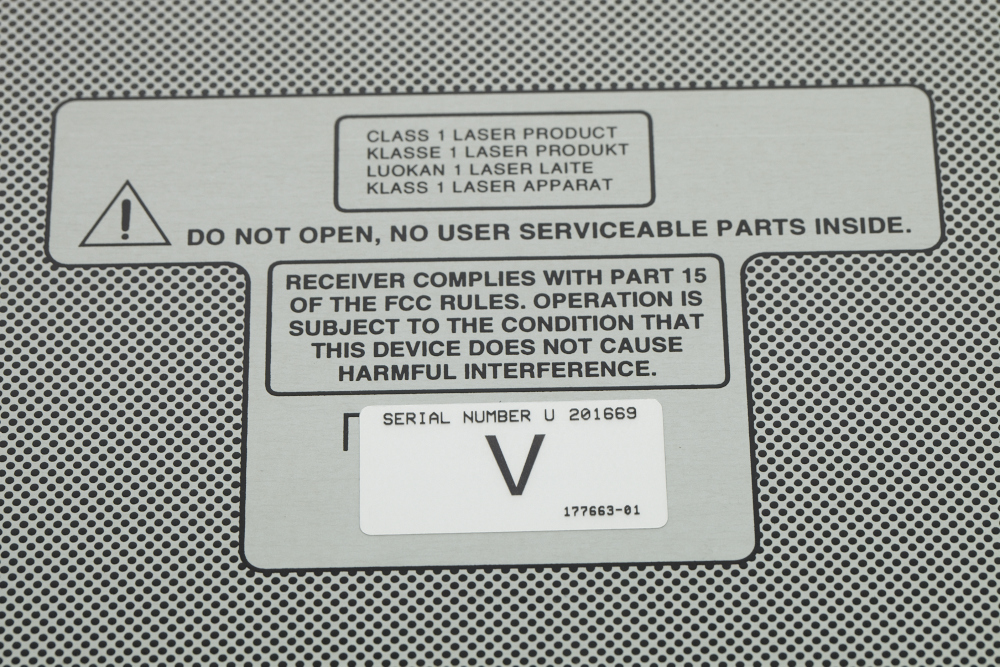 CLASS 1 LASER PRODUCT
KLASSE 1 LASER PRODUKT
LUOKAN 1 LASER LAITE
KLASS 1 LASER APPARAT
! DO NOT OPEN, NO USER SERVICEABLE PARTS INSIDE.
RECEIVER COMPLIES WITH PART 15
OF THE FCC RULES. OPERATION IS
SUBJECT TO THE CONDITION THAT
THIS DEVICE DOES NOT CAUSE
HARMFUL INTERFERENCE.
SERIAL NUMBER U 201669
V
177663-01